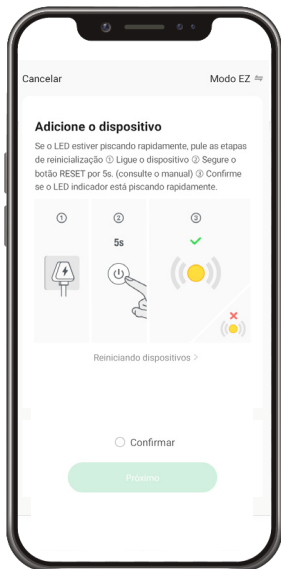 Cancelar
Modo EZ
Adicione o dispositivo
Se o LED estiver piscando rapidamente, pule as etapas
de reinicialização ① Ligue o dispositivo ② Segure o
botão RESET por 5s. (consulte o manual) ③ Confirme
se o LED indicador está piscando rapidamente.
①
②
③
5s
Reiniciando dispositivos >
Confirmar
Próximo